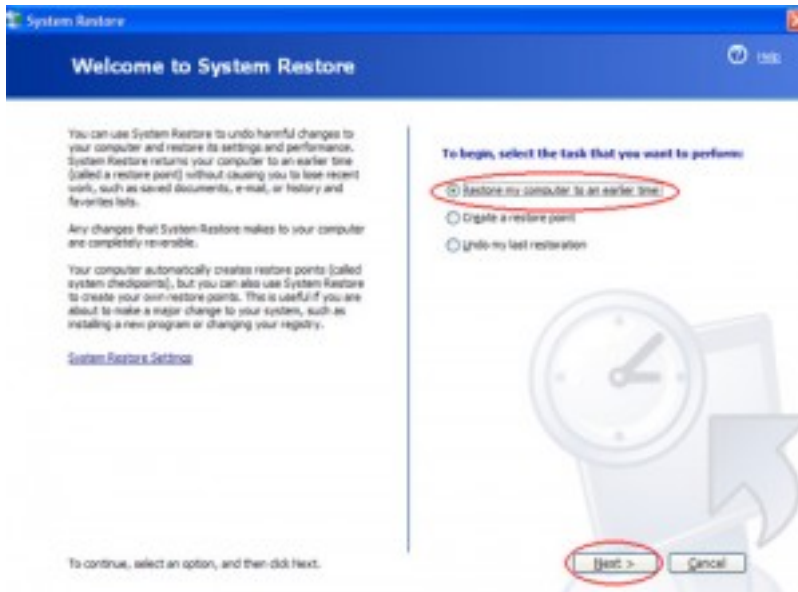 System Restore
Welcome to System Restore
Help
You can use System Restore to undo harmful changes to
your computer and restore its settings and performance.
System Restore returns your computer to an earlier time
(called a restore point) without causing you to lose recent
work, such as saved documents, e-mail, or history and
favorites lists.
Any changes that System Restore makes to your computer
are completely reversible.
Your computer automatically creates restore points (called
system checkpoints), but you can also use System Restore
to create your own restore points. This is useful if you are
about to make a major change to your system, such as
installing a new program or changing your registry.
System Restore Settings
To begin, select the task that you want to perform:
Restore my computer to an earlier time
Create a restore point
Undo my last restoration
To continue, select an option, and then click Next.
Next >
Cancel